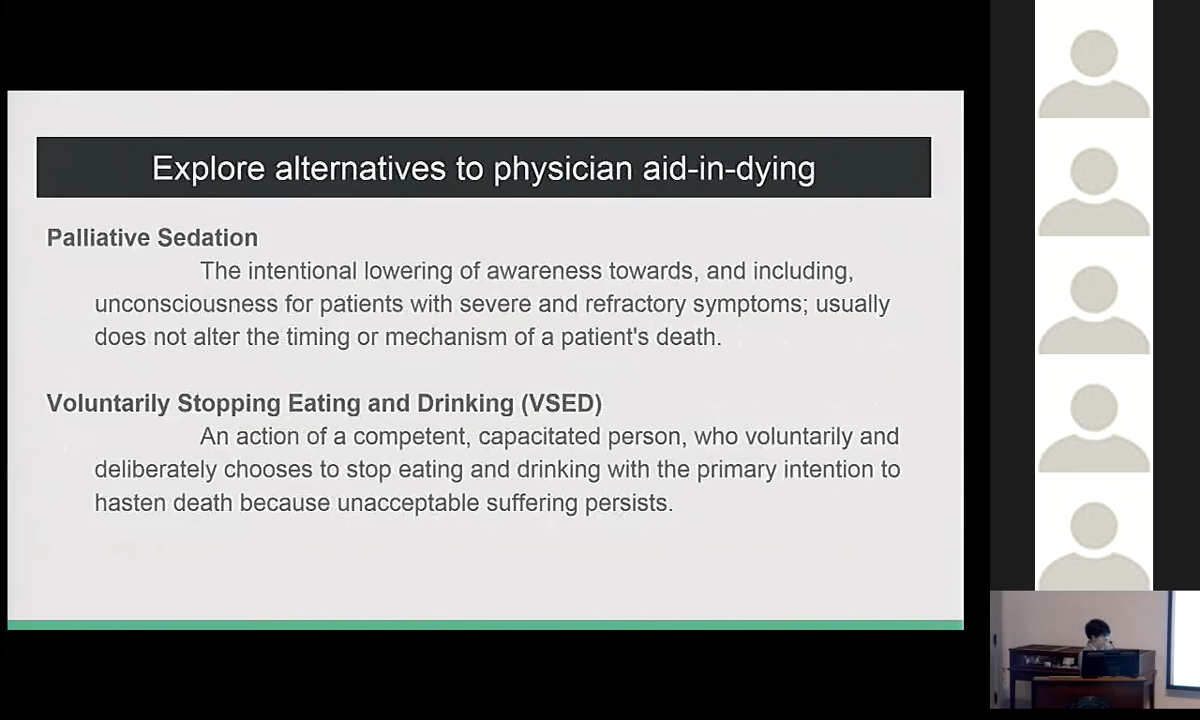 Explore alternatives to physician aid-in-dying
Palliative Sedation
The intentional lowering of awareness towards, and including,
unconsciousness for patients with severe and refractory symptoms; usually
does not alter the timing or mechanism of a patient's death.
Voluntarily Stopping Eating and Drinking (VSED)
An action of a competent, capacitated person, who voluntarily and
deliberately chooses to stop eating and drinking with the primary intention to
hasten death because unacceptable suffering persists.